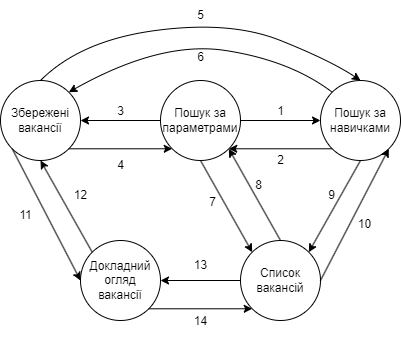 5
6
Збережені
вакансії
3
Пошук за
параметрами
1
Пошук за
навичками
4
2
11
12
7
8
9
10
Докладний
огляд
вакансії
13
Список
вакансій
14